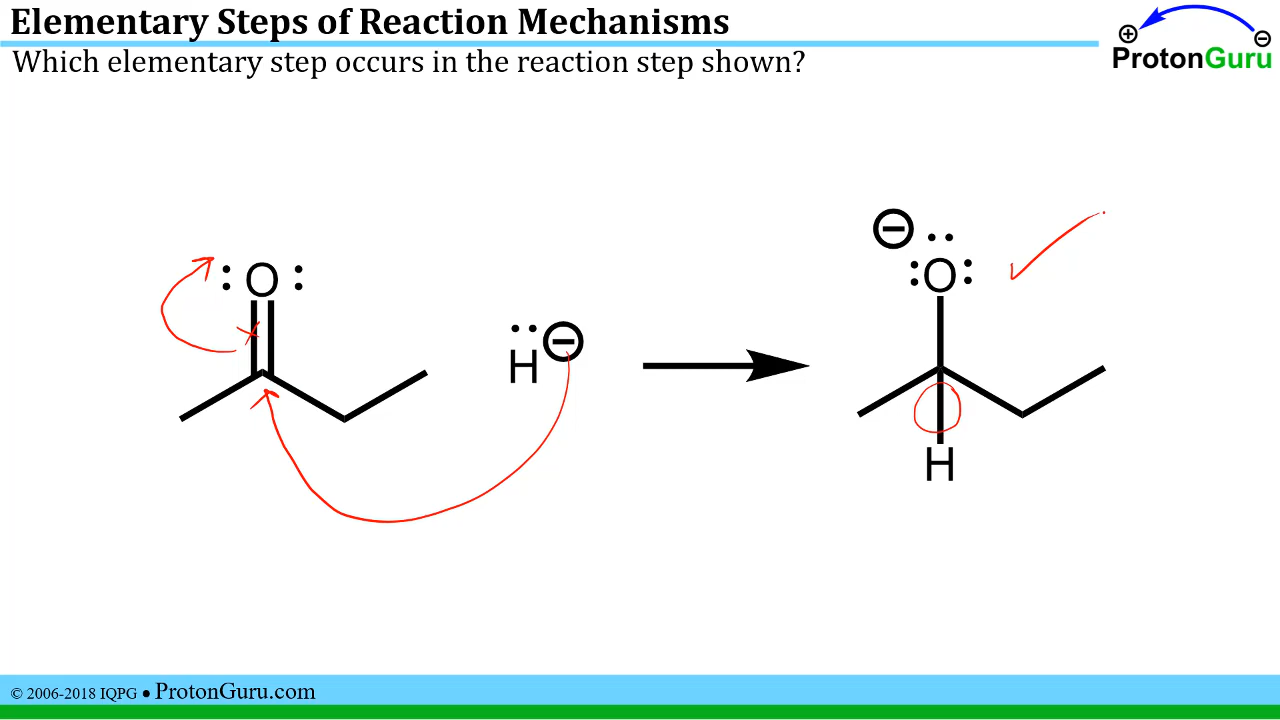 Elementary Steps of Reaction Mechanisms
Which elementary step occurs in the reaction step shown?
ProtonGuru
O
H
O
H
© 2006-2018 IQPG ● ProtonGuru.com